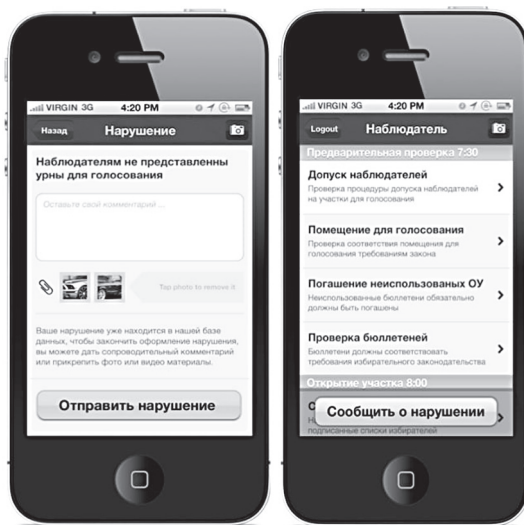 VIRGIN 3G 4:20 PM
Назад Нарушение
Наблюдателям не представленны
урны для голосования
Оставьте свой комментарий ...
Tap photo to remove it
Ваше нарушение уже находится в нашей базе
данных, чтобы закончить оформление нарушения,
вы можете дать сопроводительный комментарий
или прикрепить фото или видео материалы.
Отправить нарушение
VIRGIN 3G 4:20 PM
Logout Наблюдатель
Предварительная проверка 7:30
Допуск наблюдателей
Проверка процедуры допуска наблюдателей
на участки для голосования
Помещение для голосования
Проверка соответствия помещения для
голосования требованиям закона
Погашение неиспользованых ОУ
Неиспользованные бюллетени обязательно
должны быть погашены
Проверка бюллетеней
Бюллетени должны соответствовать
требования избирательного законодательства
Открытие участка 8:00
Сообщить о нарушении
подписанные списки избирателей